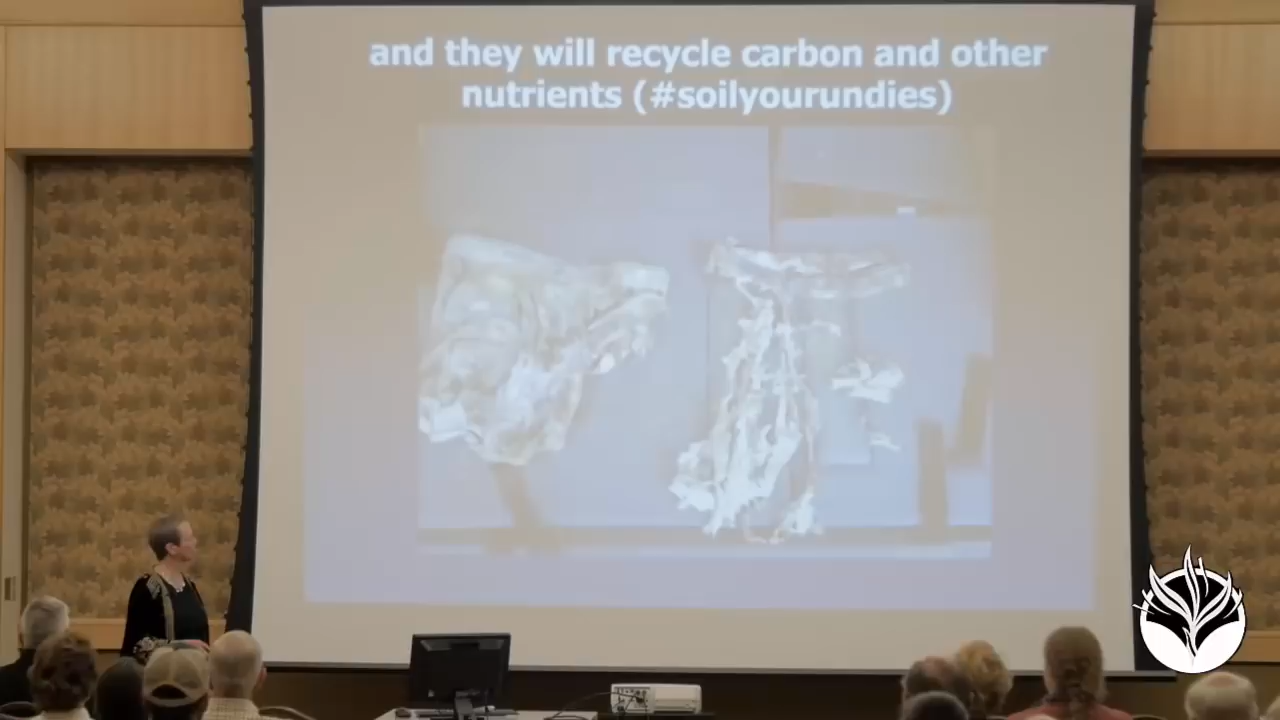 and they will recycle carbon and other
nutrients (#soilyourundies)